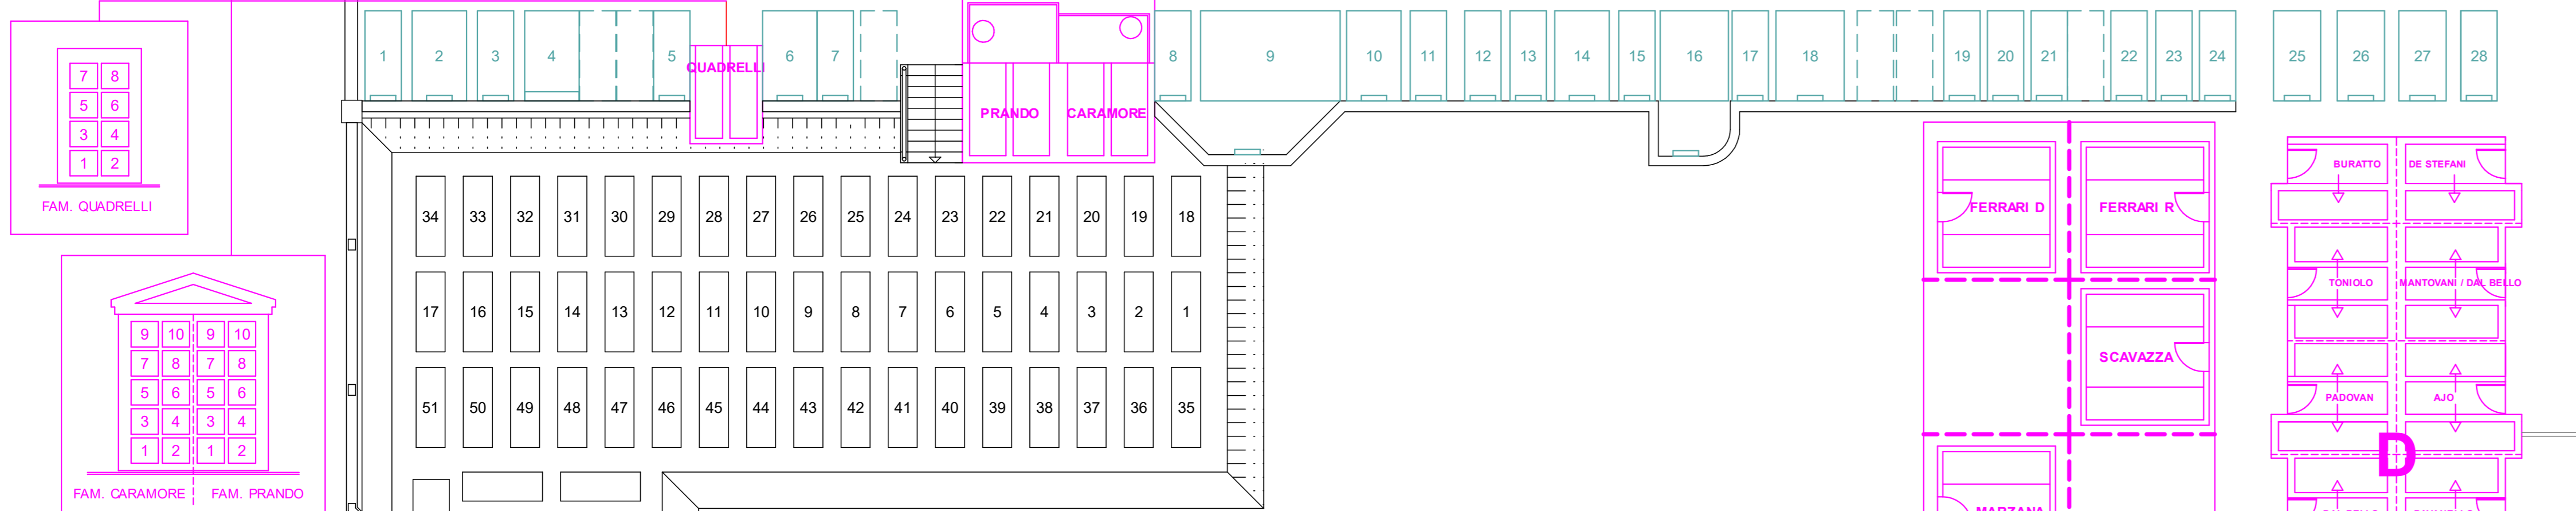 1 2 3 4 5 6 7 8 9 10 11 12 13 14 15 16 17 18 19 20 21 22 23 24 25 26 27 28
QUADRELLI
PRANDO CARAMORE
7 8
5 6
3 4
1 2
FAM. QUADRELLI
9 10 9 10
7 8 7 8
5 6 5 6
3 4 3 4
1 2 1 2
FAM. CARAMORE FAM. PRANDO
34 33 32 31 30 29 28 27 26 25 24 23 22 21 20 19 18
17 16 15 14 13 12 11 10 9 8 7 6 5 4 3 2 1
51 50 49 48 47 46 45 44 43 42 41 40 39 38 37 36 35
FERRARI D FERRARI R
SCAVAZZA
MARZANA
BURATTO DE STEFANI
TONIOLO MANTOVANI / DAL BELLO
PADOVAN AJO
D